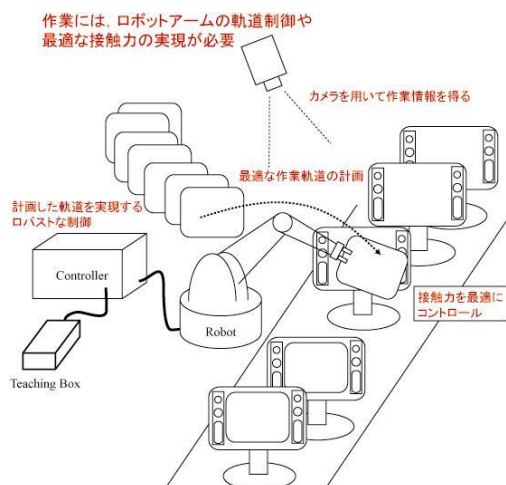 作業には，ロボットアームの軌道制御や
最適な接触力の実現が必要
カメラを用いて作業情報を得る
最適な作業軌道の計画
計画した軌道を実現する
ロバストな制御
Controller
Robot
接触力を最適に
コントロール
Teaching Box